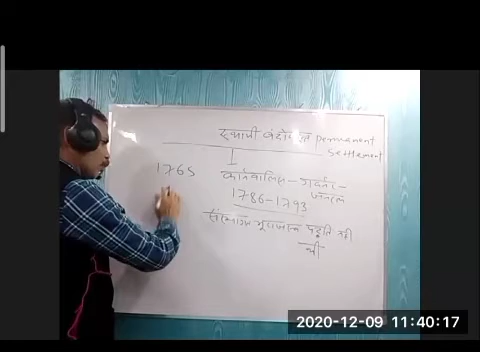 स्थायी बंदोबस्त permanent
settlement
1765 कार्नवालिस – गवर्नर –
जनरल
1786-1793
भूराजस्व पद्धति नहीं
थी
2020-12-09 11:40:17